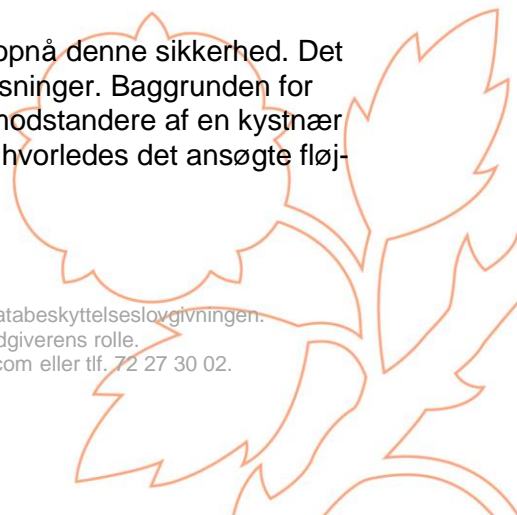 opnå denne sikkerhed. Det
sninger. Baggrunden for
nodstandere af en kystnær
hvorledes det ansøgte fløj-
atabeskyttelseslovgivningen.
dgiverens rolle.
com eller tlf. 72 27 30 02.